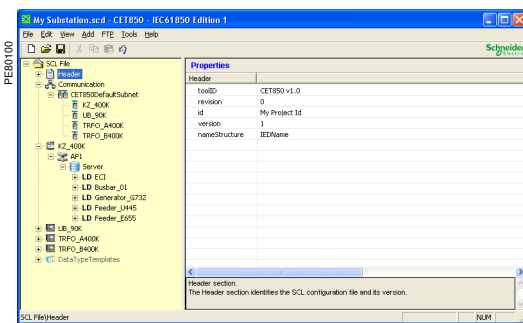 PE80100
My Substation.scd - CET850 - IEC61850 Edition 1
File Edit View Add FTP Tools Help
Schneider
Electric
SCL File
Header
Communication
CET850DefaultSubnet
KZ_400K
UB_90K
TRFO_A400K
TRFO_B400K
KZ_400K
AP1
Server
LD ECI
LD Busbar_01
LD Generator_G732
LD Feeder_U445
LD Feeder_E655
UB_90K
TRFO_A400K
TRFO_B400K
DataTypeTemplates
Properties
Header
toolID CET850 v1.0
revision 0
id My Project Id
version 1
nameStructure IEDName
Header section.
The Header section identifies the SCL configuration file and its version.
SCL File\Header NUM